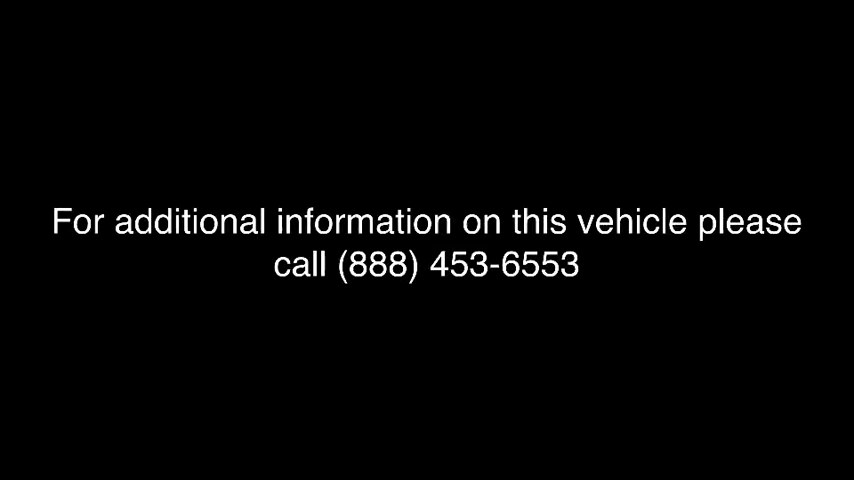 For additional information on this vehicle please
call (888) 453-6553